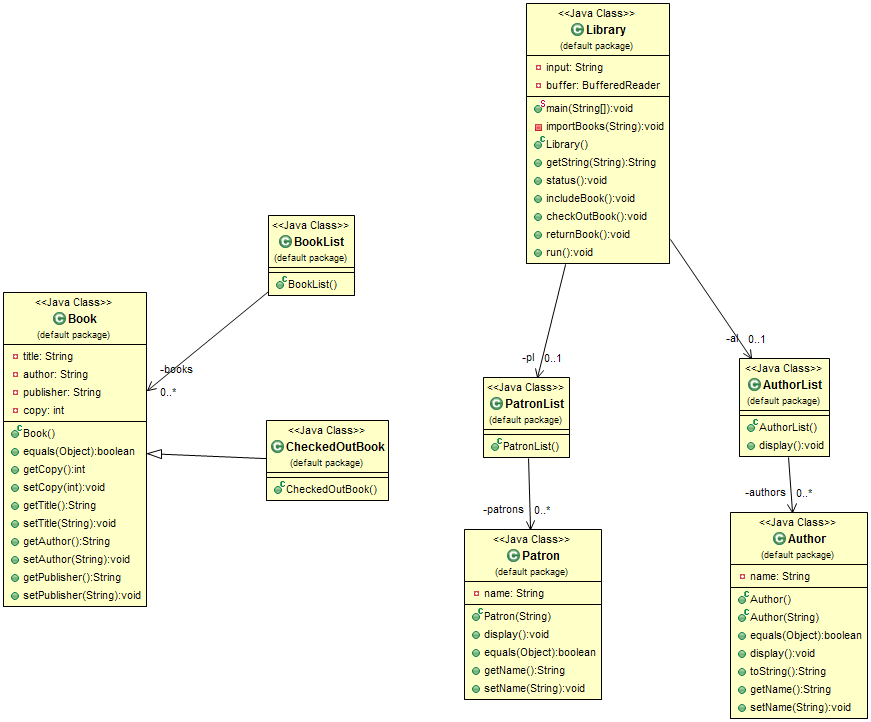 <<Java Class>>
Library
(default package)
input: String
buffer: BufferedReader
main(String[]):void
importBooks(String):void
Library()
getString(String):String
status():void
includeBook():void
checkOutBook():void
returnBook():void
run():void
<<Java Class>>
BookList
(default package)
BookList()
-books
0..*
<<Java Class>>
Book
(default package)
title: String
author: String
publisher: String
copy: int
Book()
equals(Object):boolean
getCopy():int
setCopy(int):void
getTitle():String
setTitle(String):void
getAuthor():String
setAuthor(String):void
getPublisher():String
setPublisher(String):void
<<Java Class>>
CheckedOutBook
(default package)
CheckedOutBook()
-pl 0..1
<<Java Class>>
PatronList
(default package)
PatronList()
-patrons 0..*
<<Java Class>>
Patron
(default package)
name: String
Patron(String)
display():void
equals(Object):boolean
getName():String
setName(String):void
-al 0..1
<<Java Class>>
AuthorList
(default package)
AuthorList()
display():void
-authors 0..*
<<Java Class>>
Author
(default package)
name: String
Author()
Author(String)
equals(Object):boolean
display():void
toString():String
getName():String
setName(String):void